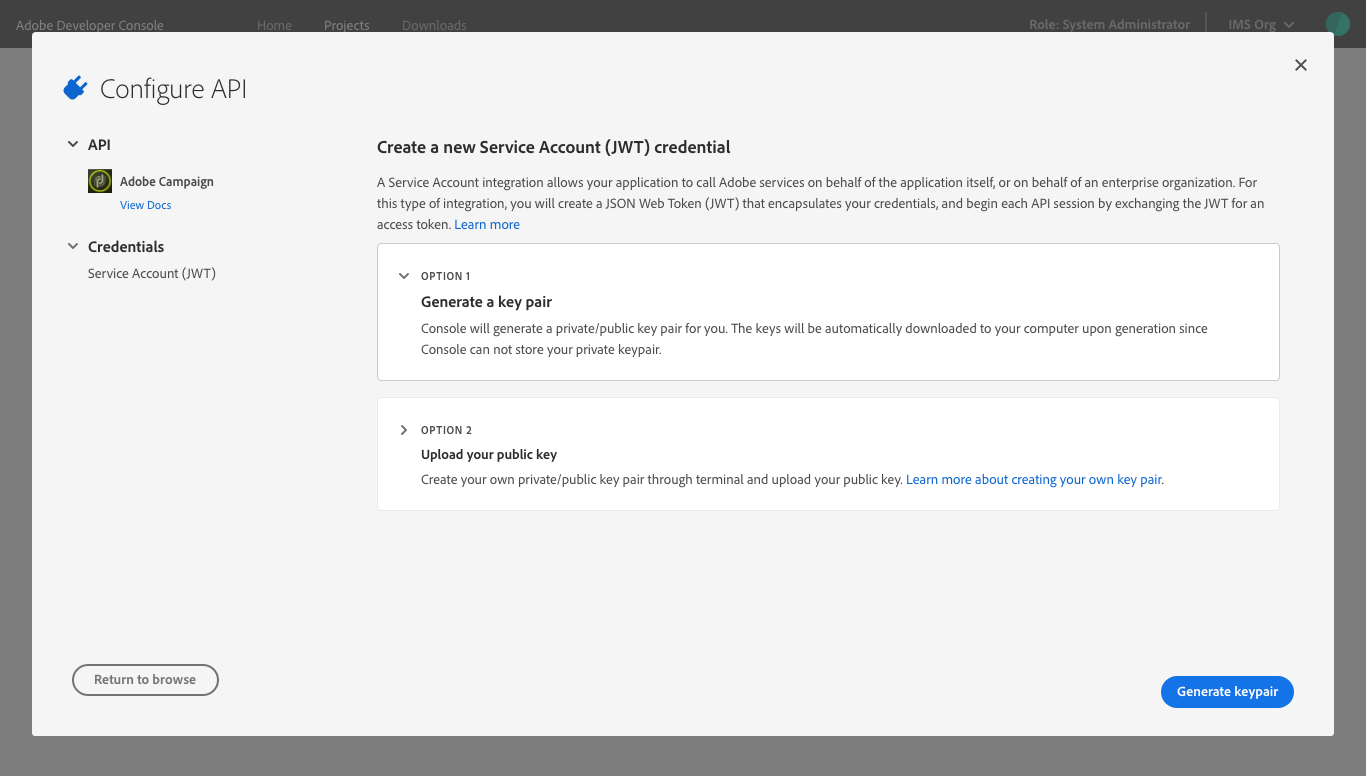 Adobe Developer Console Home Projects Downloads Role: System Administrator IMS Org
Configure API
API
Adobe Campaign
View Docs
Credentials
Service Account (JWT)
Create a new Service Account (JWT) credential
A Service Account integration allows your application to call Adobe services on behalf of the application itself, or on behalf of an enterprise organization. For
this type of integration, you will create a JSON Web Token (JWT) that encapsulates your credentials, and begin each API session by exchanging the JWT for an
access token. Learn more
OPTION 1
Generate a key pair
Console will generate a private/public key pair for you. The keys will be automatically downloaded to your computer upon generation since
Console can not store your private keypair.
OPTION 2
Upload your public key
Create your own private/public key pair through terminal and upload your public key. Learn more about creating your own key pair.
Return to browse
Generate keypair